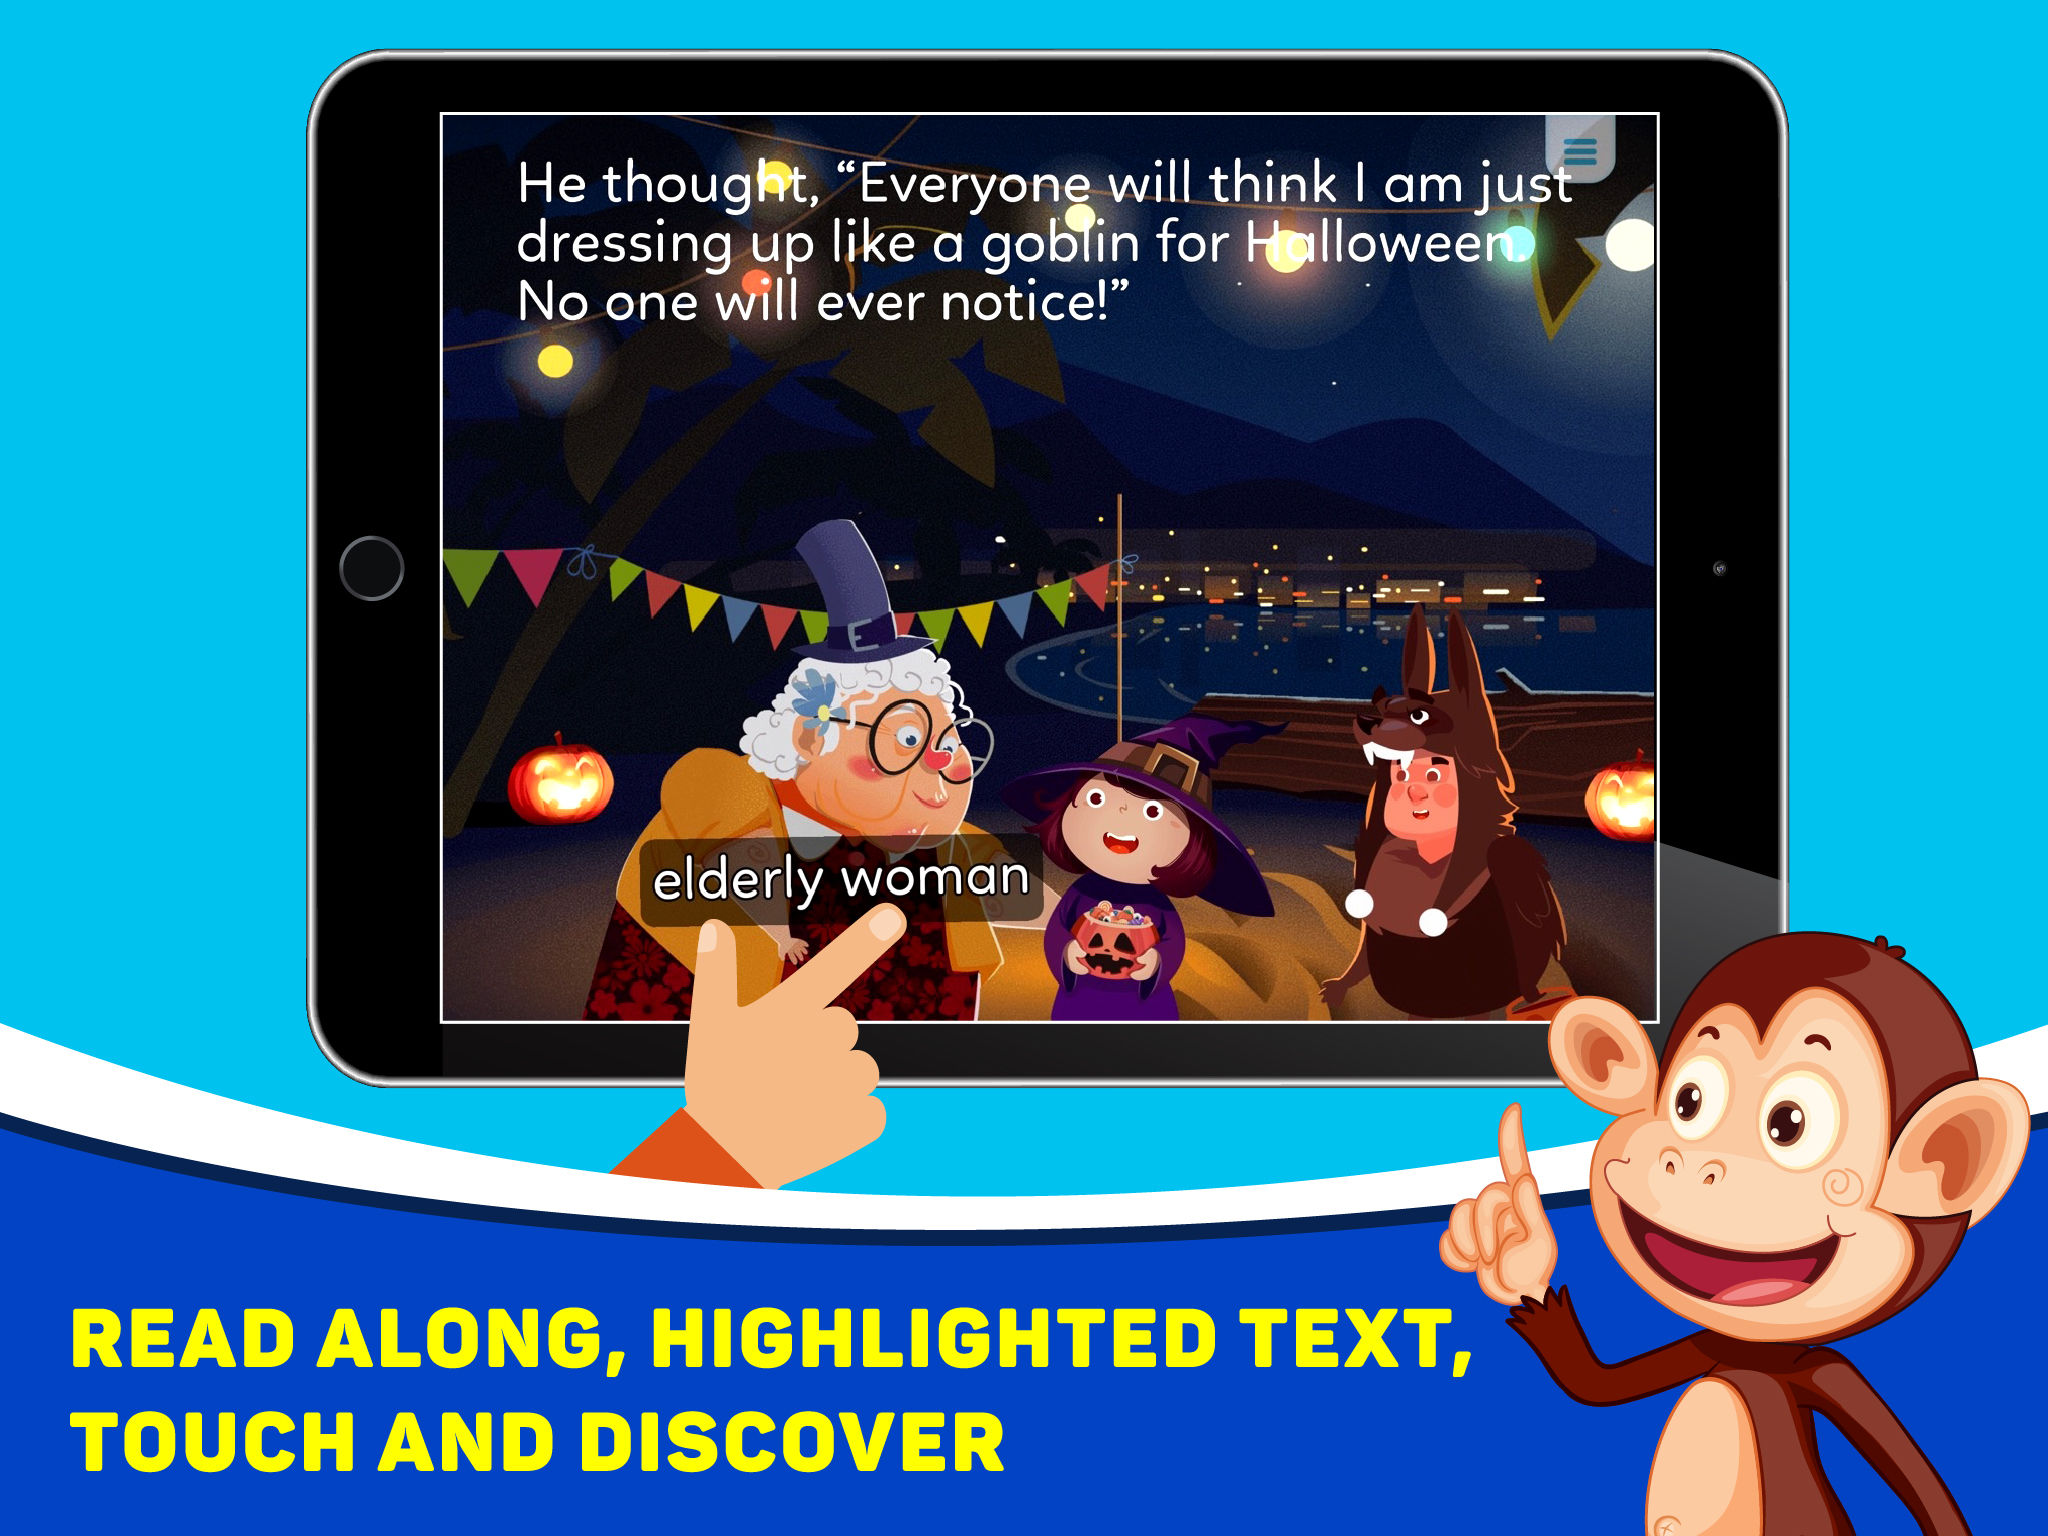 He thought, “Everyone will think I am just
dressing up like a goblin for Halloween.
No one will ever notice!”
elderly woman
READ ALONG, HIGHLIGHTED TEXT,
TOUCH AND DISCOVER